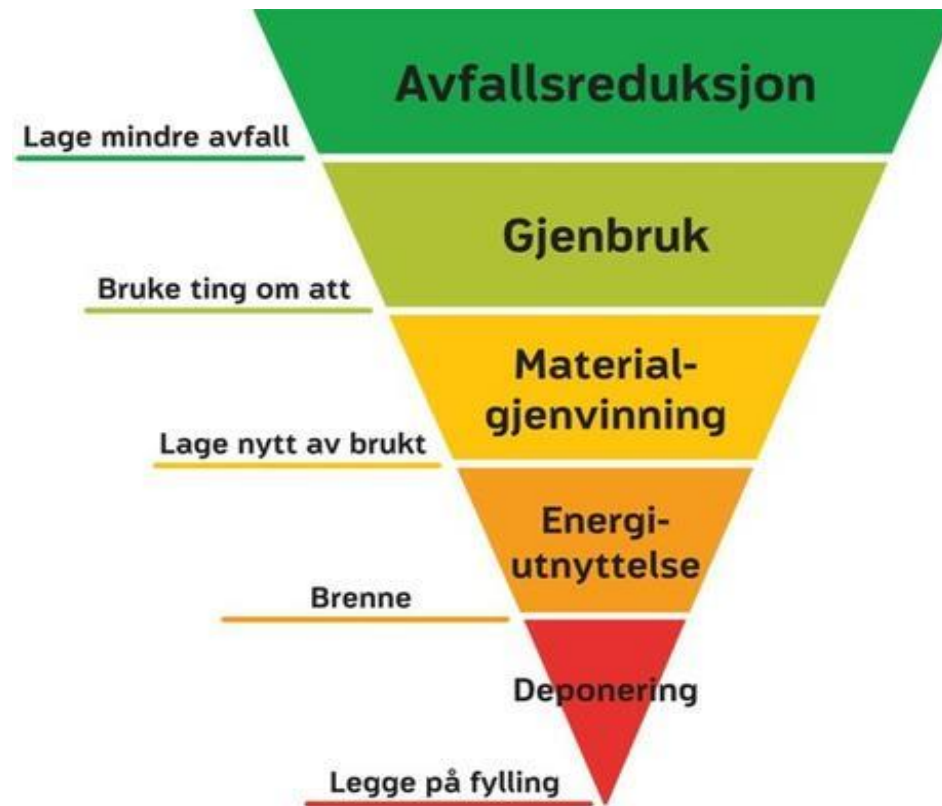 Avfallsreduksjon
Lage mindre avfall
Gjenbruk
Bruke ting om att
Material-
gjenvinning
Lage nytt av brukt
Energi-
utnyttelse
Brenne
Deponering
Legge på fylling